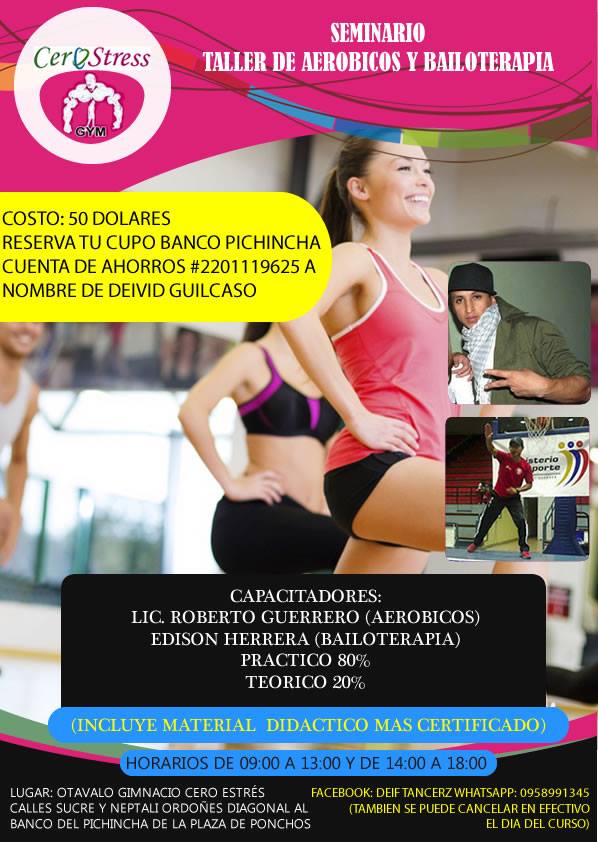 SEMINARIO
TALLER DE AEROBICOS Y BAILOTERAPIA
CerOStress
GYM
COSTO: 50 DOLARES
RESERVA TU CUPO BANCO PICHINCHA
CUENTA DE AHORROS #2201119625 A
NOMBRE DE DEIVID GUILCASO
isterio
porte
CAPACITADORES:
LIC. ROBERTO GUERRERO (AEROBICOS)
EDISON HERRERA (BAILOTERAPIA)
PRACTICO 80%
TEORICO 20%
(INCLUYE MATERIAL DIDACTICO MAS CERTIFICADO)
HORARIOS DE 09:00 A 13:00 Y DE 14:00 A 18:00
LUGAR: OTAVALO GIMNACIO CERO ESTRÉS
CALLES SUCRE Y NEPTALI ORDOÑES DIAGONAL AL
BANCO DEL PICHINCHA DE LA PLAZA DE PONCHOS
FACEBOOK: DEIF TANCERZ WHATSAPP: 0958991345
(TAMBIEN SE PUEDE CANCELAR EN EFECTIVO
EL DIA DEL CURSO)